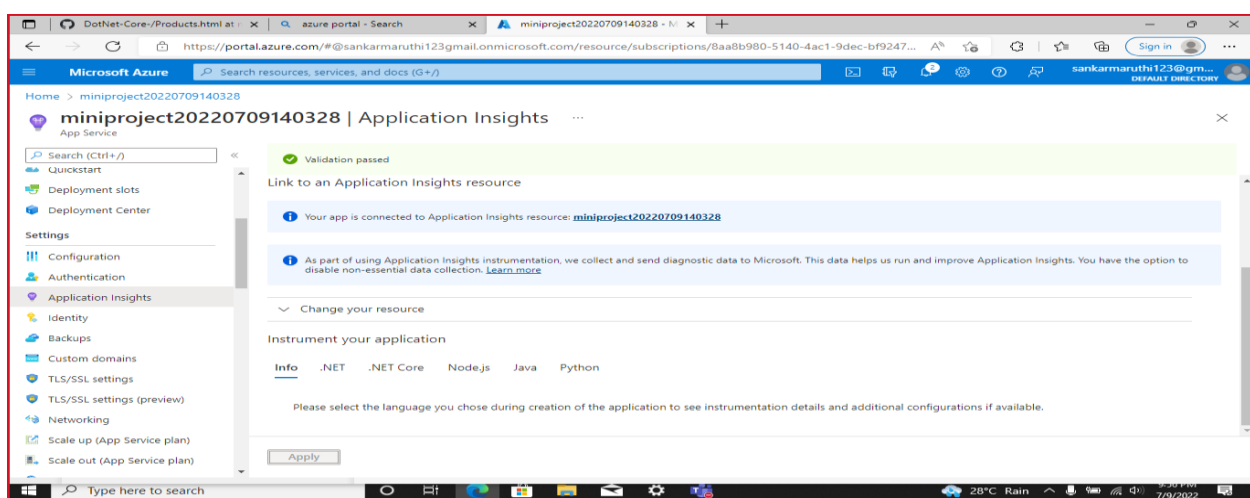 DotNet-Core-/Products.html at
azure portal - Search
miniproject20220709140328 - M
https://portal.azure.com/#@sankarmaruthi123gmail.onmicrosoft.com/resource/subscriptions/8aa8b980-5140-4ac1-9dec-bf9247...
Sign in
Microsoft Azure
Search resources, services, and docs (G+/)
2
sankarmaruthi123@gm...
DEFAULT DIRECTORY
Home > miniproject20220709140328
miniproject20220709140328 | Application Insights ...
App Service
Search (Ctrl+/)
Quickstart
Deployment slots
Deployment Center
Settings
Configuration
Authentication
Application Insights
Identity
Backups
Custom domains
TLS/SSL settings
TLS/SSL settings (preview)
Networking
Scale up (App Service plan)
Scale out (App Service plan)
Validation passed
Link to an Application Insights resource
Your app is connected to Application Insights resource: miniproject20220709140328
As part of using Application Insights instrumentation, we collect and send diagnostic data to Microsoft. This data helps us run and improve Application Insights. You have the option to
disable non-essential data collection. Learn more
Change your resource
Instrument your application
Info .NET .NET Core Node.js Java Python
Please select the language you chose during creation of the application to see instrumentation details and additional configurations if available.
Apply
Type here to search
28°C Rain
7/9/2022